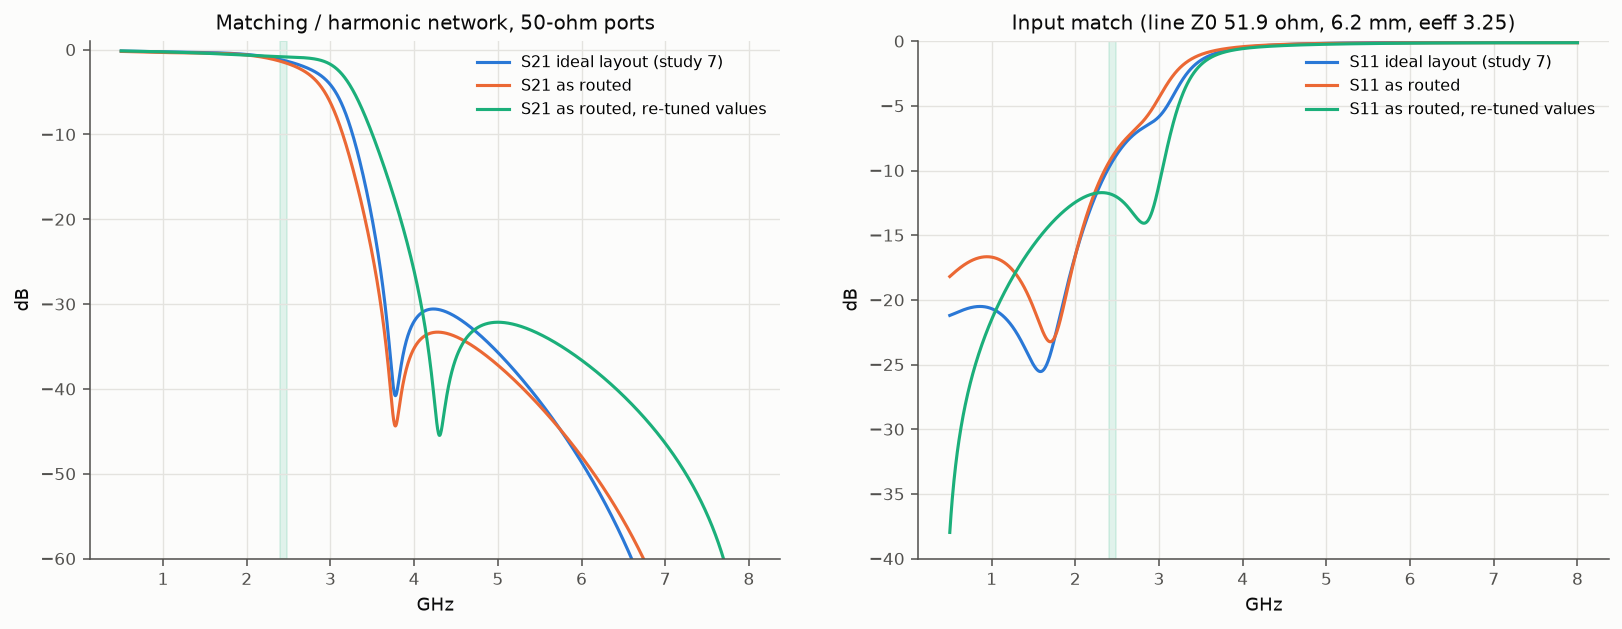 Matching / harmonic network, 50-ohm ports
S21 ideal layout (study 7)
S21 as routed
S21 as routed, re-tuned values
dB
0
−10
−20
−30
−40
−50
−60
1 2 3 4 5 6 7 8
GHz
Input match (line Z0 51.9 ohm, 6.2 mm, eeff 3.25)
S11 ideal layout (study 7)
S11 as routed
S11 as routed, re-tuned values
dB
0
−5
−10
−15
−20
−25
−30
−35
−40
1 2 3 4 5 6 7 8
GHz